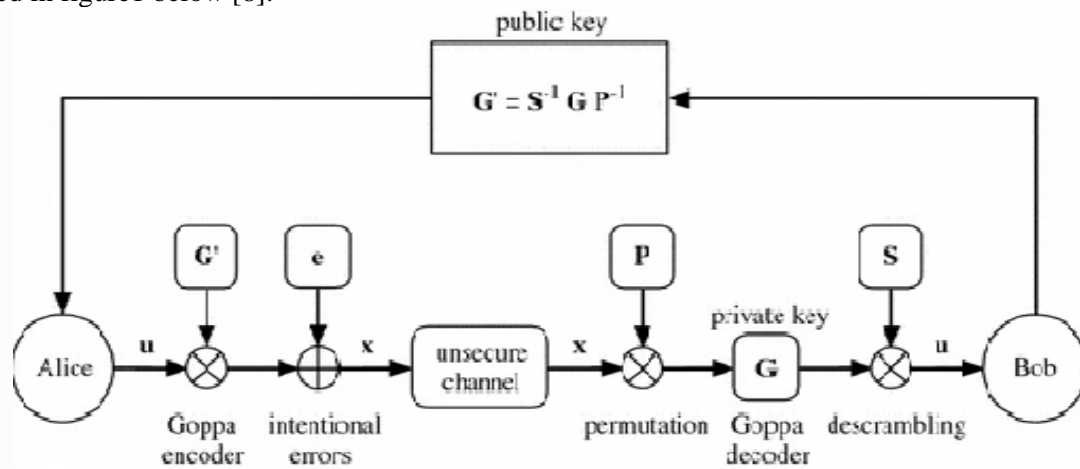 public key
G' = S⁻¹ G P⁻¹
G'
e
P
S
private key
Alice
u
x
unsecure
channel
x
G
u
Bob
Goppa
encoder
intentional
errors
permutation
Goppa
decoder
descrambling